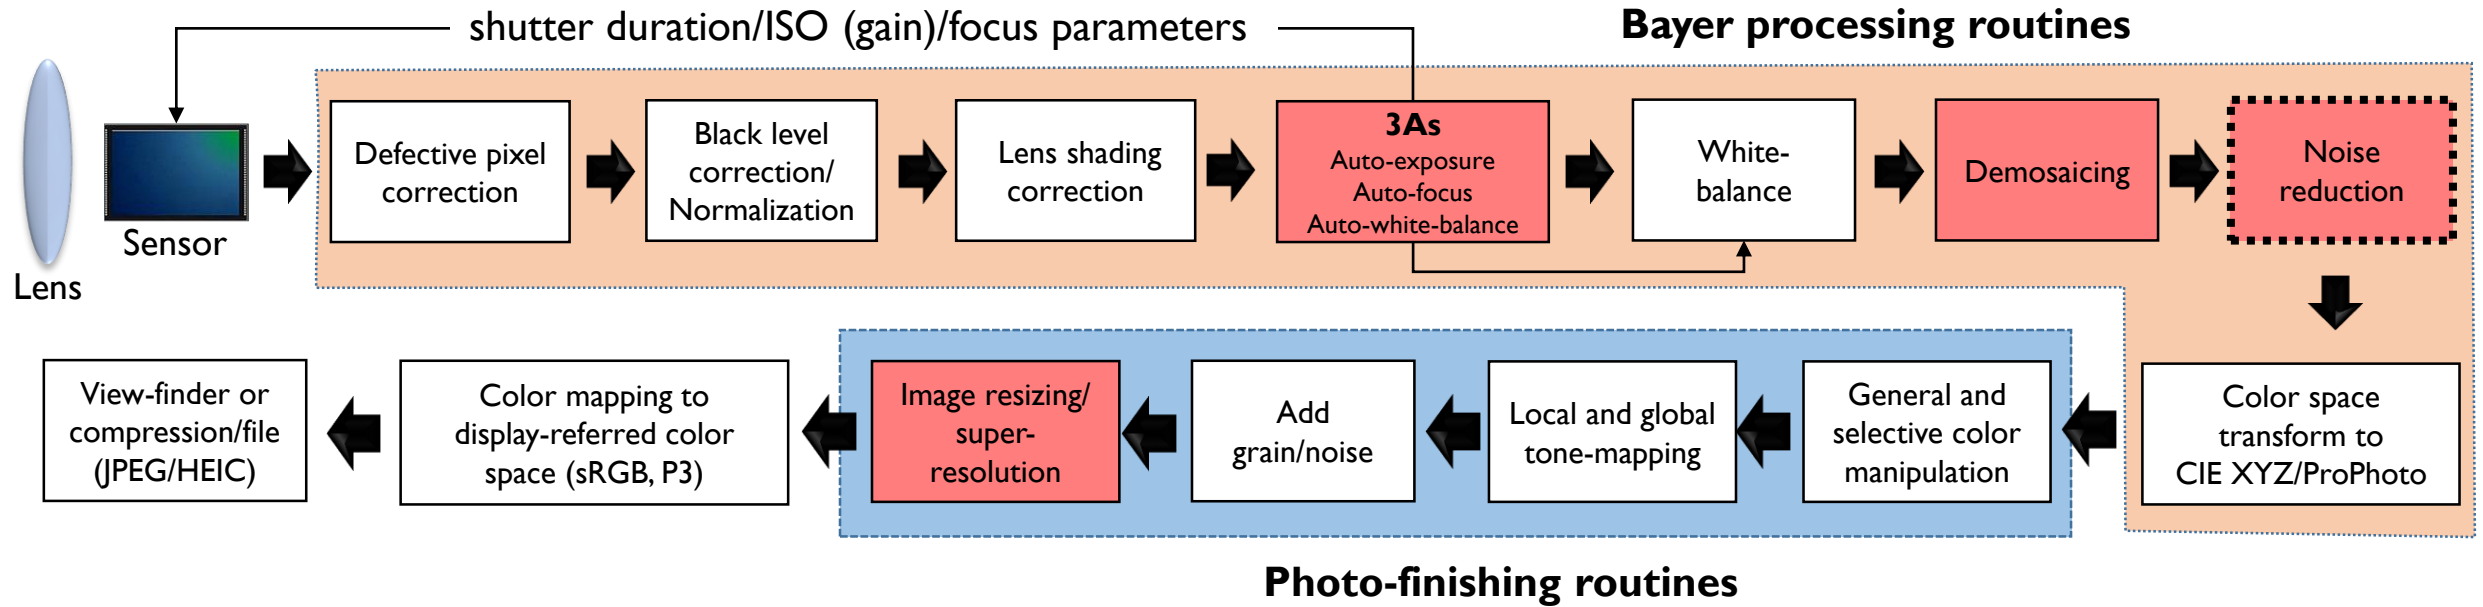 shutter duration/ISO (gain)/focus parameters
Bayer processing routines
Lens
Sensor
Defective pixel
correction
Black level
correction/
Normalization
Lens shading
correction
3As
Auto-exposure
Auto-focus
Auto-white-balance
White-
balance
Demosaicing
Noise
reduction
Color space
transform to
CIE XYZ/ProPhoto
General and
selective color
manipulation
Local and global
tone-mapping
Add
grain/noise
Image resizing/
super-
resolution
Color mapping to
display-referred color
space (sRGB, P3)
View-finder or
compression/file
(JPEG/HEIC)
Photo-finishing routines